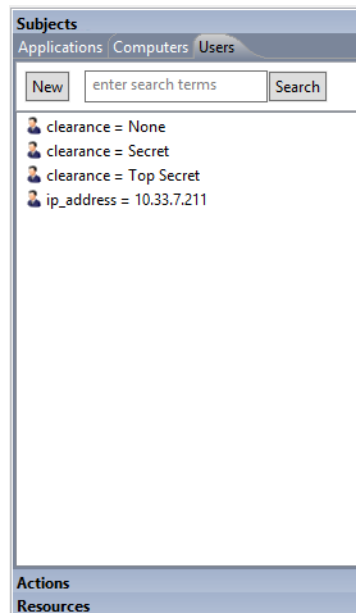 Subjects
Applications Computers Users
New enter search terms Search
clearance = None
clearance = Secret
clearance = Top Secret
ip_address = 10.33.7.211
Actions
Resources